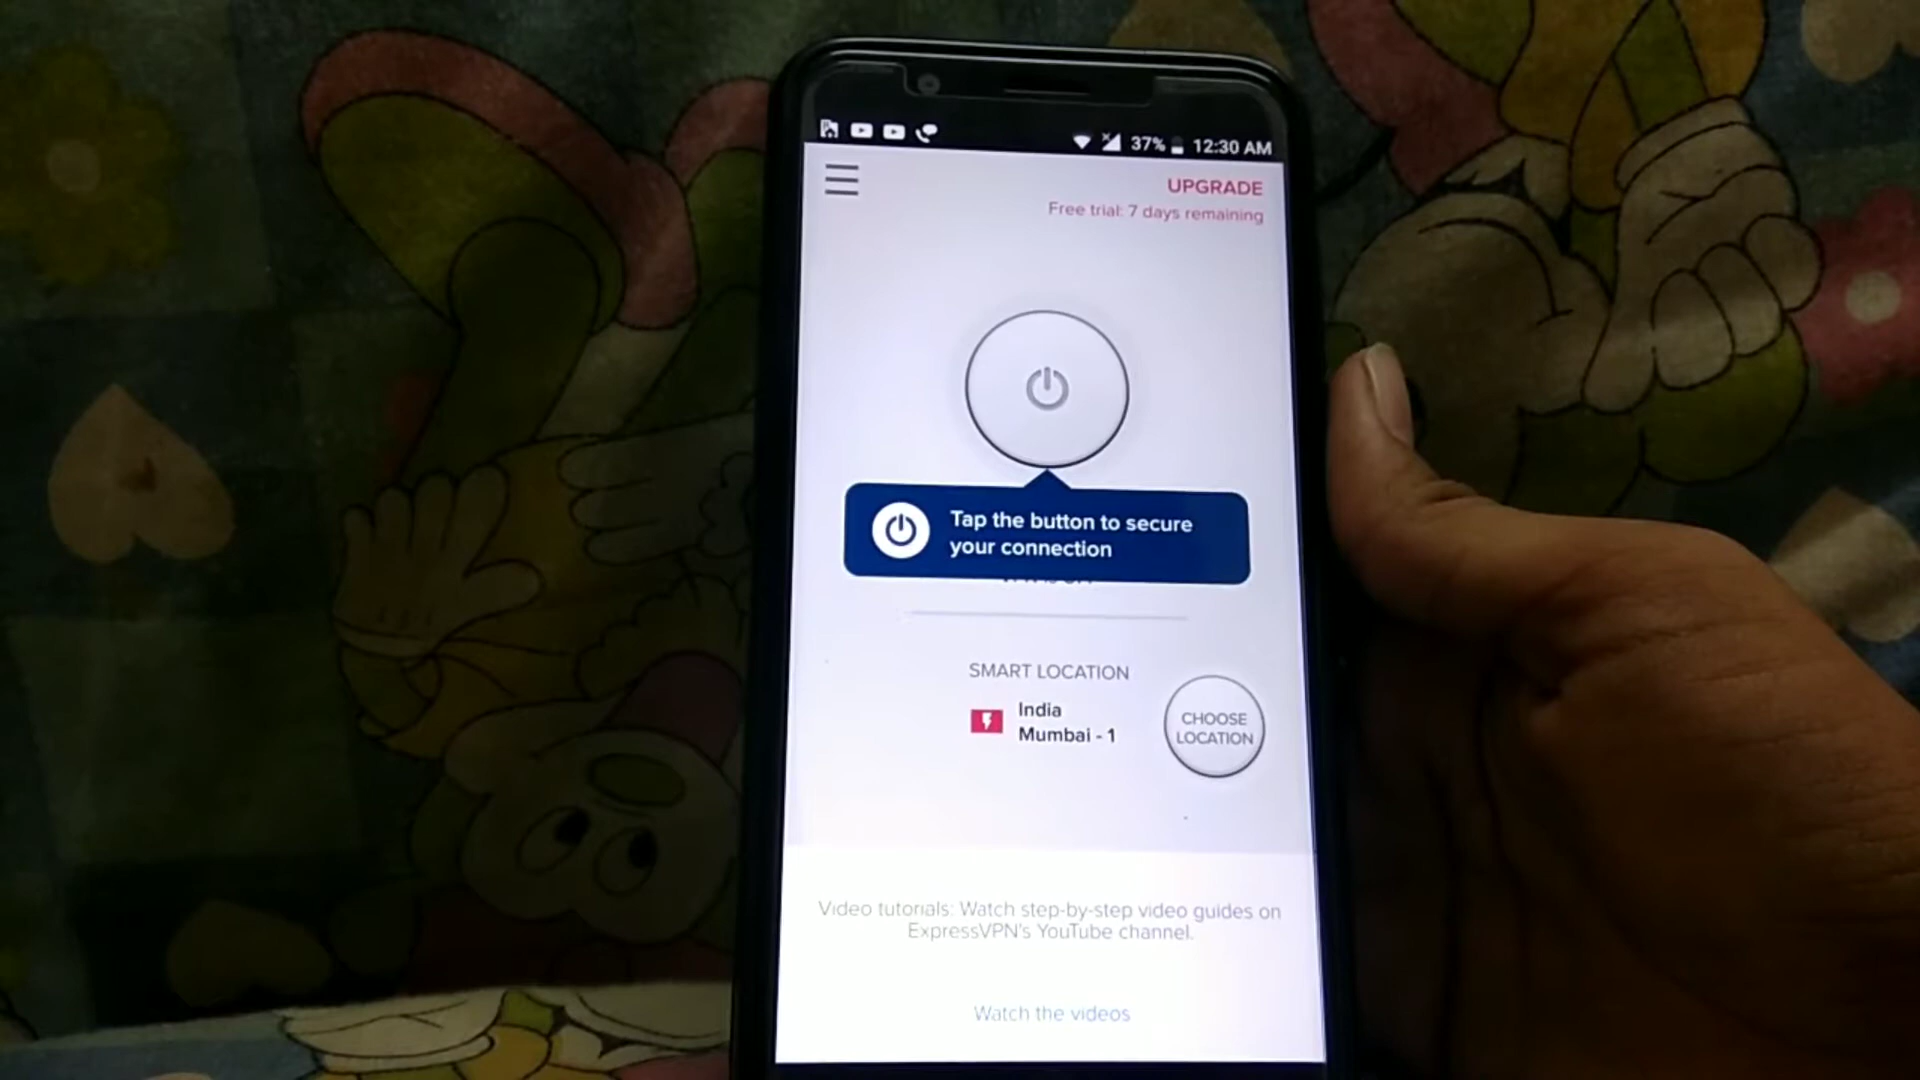 37% 12:30 AM
UPGRADE
Free trial: 7 days remaining
Tap the button to secure
your connection
SMART LOCATION
India
Mumbai - 1
CHOOSE
LOCATION
Video tutorials: Watch step-by-step video guides on
ExpressVPN's YouTube channel.
Watch the videos